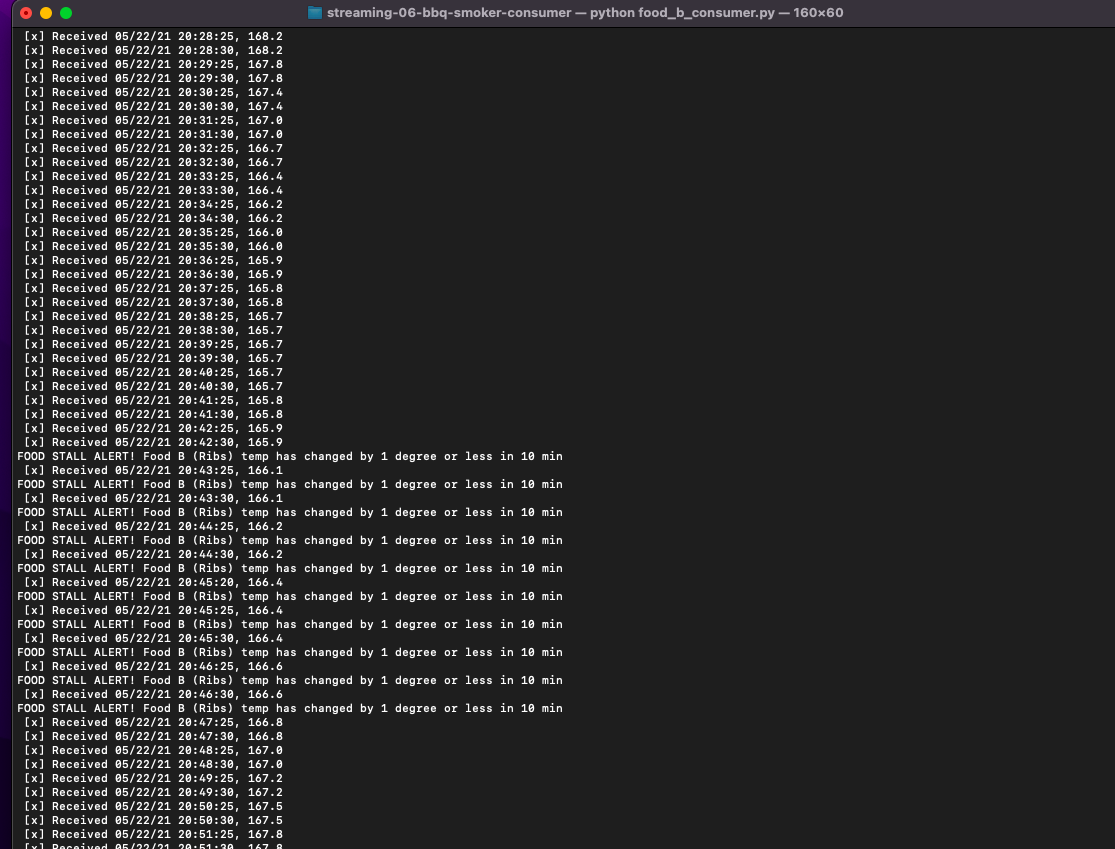 streaming-06-bbq-smoker-consumer — python food_b_consumer.py — 160×60
[x] Received 05/22/21 20:28:25, 168.2
[x] Received 05/22/21 20:28:30, 168.2
[x] Received 05/22/21 20:29:25, 167.8
[x] Received 05/22/21 20:29:30, 167.8
[x] Received 05/22/21 20:30:25, 167.4
[x] Received 05/22/21 20:30:30, 167.4
[x] Received 05/22/21 20:31:25, 167.0
[x] Received 05/22/21 20:31:30, 167.0
[x] Received 05/22/21 20:32:25, 166.7
[x] Received 05/22/21 20:32:30, 166.7
[x] Received 05/22/21 20:33:25, 166.4
[x] Received 05/22/21 20:33:30, 166.4
[x] Received 05/22/21 20:34:25, 166.2
[x] Received 05/22/21 20:34:30, 166.2
[x] Received 05/22/21 20:35:25, 166.0
[x] Received 05/22/21 20:35:30, 166.0
[x] Received 05/22/21 20:36:25, 165.9
[x] Received 05/22/21 20:36:30, 165.9
[x] Received 05/22/21 20:37:25, 165.8
[x] Received 05/22/21 20:37:30, 165.8
[x] Received 05/22/21 20:38:25, 165.7
[x] Received 05/22/21 20:38:30, 165.7
[x] Received 05/22/21 20:39:25, 165.7
[x] Received 05/22/21 20:39:30, 165.7
[x] Received 05/22/21 20:40:25, 165.7
[x] Received 05/22/21 20:40:30, 165.7
[x] Received 05/22/21 20:41:25, 165.8
[x] Received 05/22/21 20:41:30, 165.8
[x] Received 05/22/21 20:42:25, 165.9
[x] Received 05/22/21 20:42:30, 165.9
FOOD STALL ALERT! Food B (Ribs) temp has changed by 1 degree or less in 10 min
[x] Received 05/22/21 20:43:25, 166.1
FOOD STALL ALERT! Food B (Ribs) temp has changed by 1 degree or less in 10 min
[x] Received 05/22/21 20:43:30, 166.1
FOOD STALL ALERT! Food B (Ribs) temp has changed by 1 degree or less in 10 min
[x] Received 05/22/21 20:44:25, 166.2
FOOD STALL ALERT! Food B (Ribs) temp has changed by 1 degree or less in 10 min
[x] Received 05/22/21 20:44:30, 166.2
FOOD STALL ALERT! Food B (Ribs) temp has changed by 1 degree or less in 10 min
[x] Received 05/22/21 20:45:20, 166.4
FOOD STALL ALERT! Food B (Ribs) temp has changed by 1 degree or less in 10 min
[x] Received 05/22/21 20:45:25, 166.4
FOOD STALL ALERT! Food B (Ribs) temp has changed by 1 degree or less in 10 min
[x] Received 05/22/21 20:45:30, 166.4
FOOD STALL ALERT! Food B (Ribs) temp has changed by 1 degree or less in 10 min
[x] Received 05/22/21 20:46:25, 166.6
FOOD STALL ALERT! Food B (Ribs) temp has changed by 1 degree or less in 10 min
[x] Received 05/22/21 20:46:30, 166.6
FOOD STALL ALERT! Food B (Ribs) temp has changed by 1 degree or less in 10 min
[x] Received 05/22/21 20:47:25, 166.8
[x] Received 05/22/21 20:47:30, 166.8
[x] Received 05/22/21 20:48:25, 167.0
[x] Received 05/22/21 20:48:30, 167.0
[x] Received 05/22/21 20:49:25, 167.2
[x] Received 05/22/21 20:49:30, 167.2
[x] Received 05/22/21 20:50:25, 167.5
[x] Received 05/22/21 20:50:30, 167.5
[x] Received 05/22/21 20:51:25, 167.8
[x] Received 05/22/21 20:51:30, 167.8